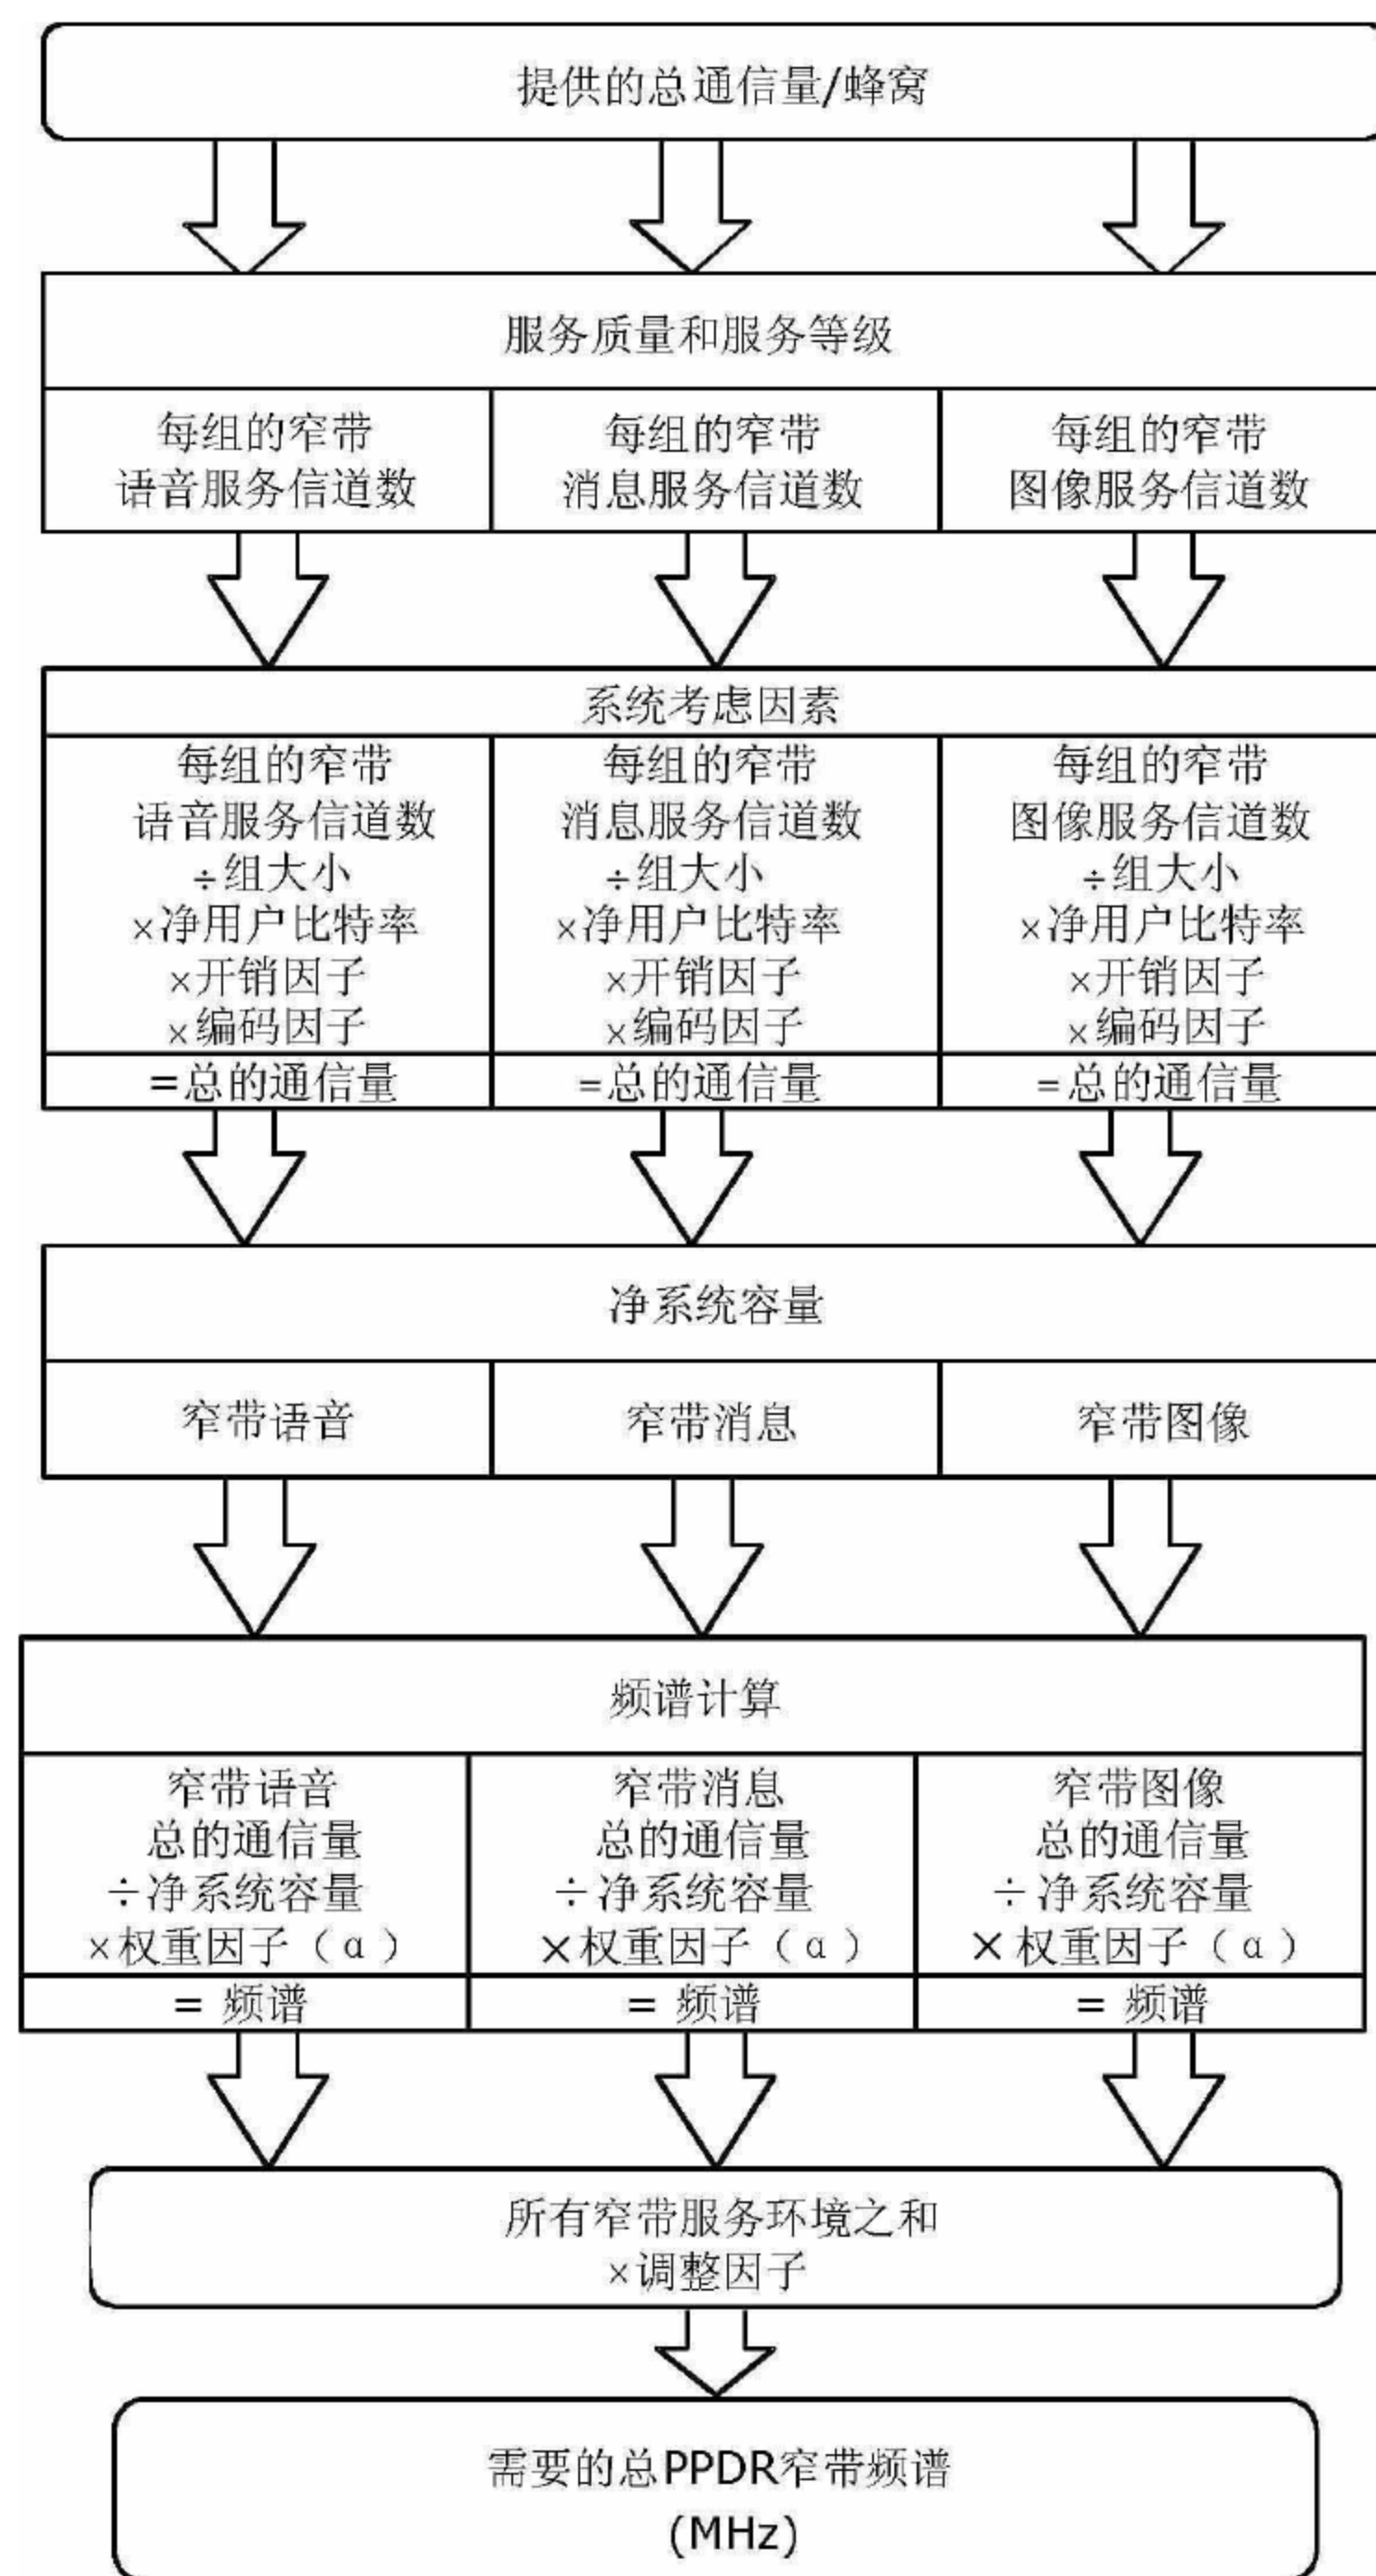 提供的总通信量/蜂窝
服务质量和服务等级
每组的窄带
语音服务信道数
每组的窄带
消息服务信道数
每组的窄带
图像服务信道数
系统考虑因素
每组的窄带
语音服务信道数
÷组大小
×净用户比特率
×开销因子
×编码因子
=总的通信量
每组的窄带
消息服务信道数
÷组大小
×净用户比特率
×开销因子
×编码因子
=总的通信量
每组的窄带
图像服务信道数
÷组大小
×净用户比特率
×开销因子
×编码因子
=总的通信量
净系统容量
窄带语音
窄带消息
窄带图像
频谱计算
窄带语音
总的通信量
÷净系统容量
×权重因子（α）
= 频谱
窄带消息
总的通信量
÷净系统容量
×权重因子（α）
= 频谱
窄带图像
总的通信量
÷净系统容量
×权重因子（α）
= 频谱
所有窄带服务环境之和
×调整因子
需要的总PPDR窄带频谱
(MHz)